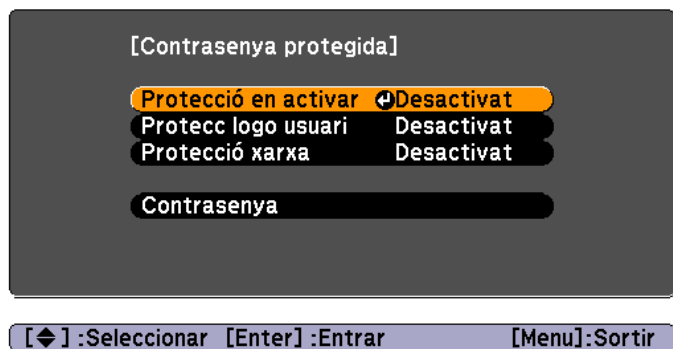 [Contrasenya protegida]
Protecció en activar Desactivat
Protecc logo usuari Desactivat
Protecció xarxa Desactivat
Contrasenya
[◆] :Seleccionar [Enter] :Entrar [Menu]:Sortir